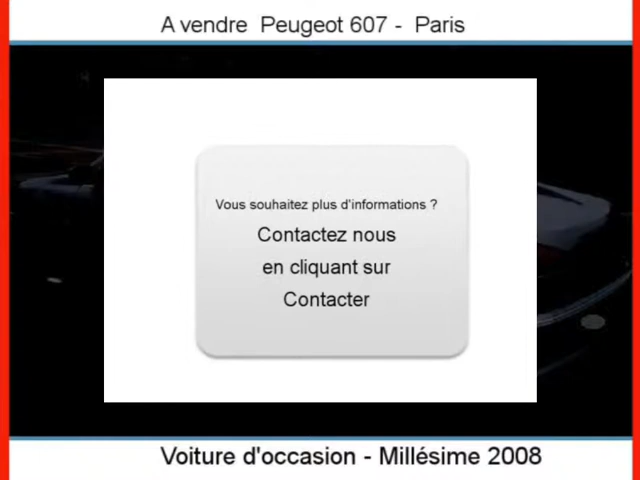 A vendre Peugeot 607 - Paris
Vous souhaitez plus d'informations ?
Contactez nous
en cliquant sur
Contacter
Voiture d'occasion - Millésime 2008